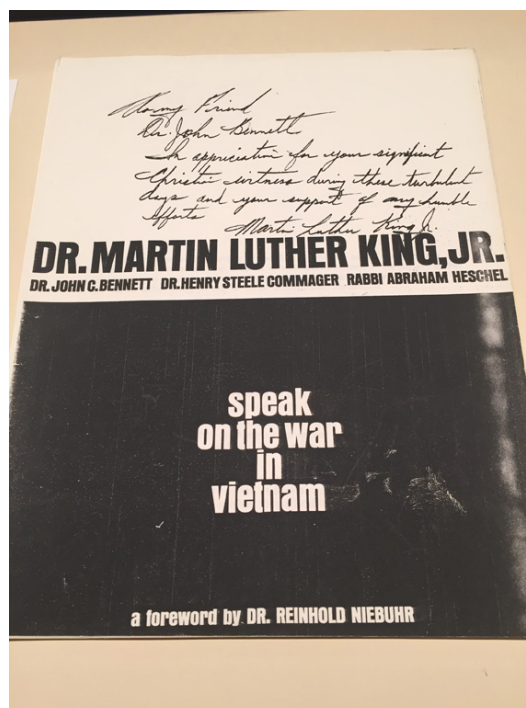 To my Friend
Dr. John Bennett
In appriciation for your significant
Christian witness during these turbulent
days and your support of my humble
efforts
Martin Luther King Jr.
DR. MARTIN LUTHER KING, JR.
DR. JOHN C. BENNETT DR. HENRY STEELE COMMAGER RABBI ABRAHAM HESCHEL
speak
on the war
in
vietnam
a foreword by DR. REINHOLD NIEBUHR